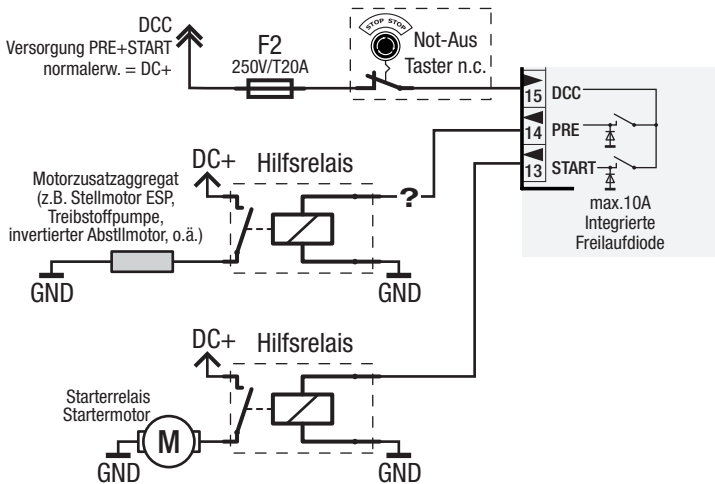 DCC
Versorgung PRE+START
normalerw. = DC+
F2
250V/T20A
STOP STOP
Not-Aus
Taster n.c.
15 DCC
14 PRE
13 START
max.10A
Integrierte
Freilaufdiode
DC+ Hilfsrelais
Motorzusatzaggregat
(z.B. Stellmotor ESP,
Treibstoffpumpe,
invertierter Abstllmotor, o.ä.)
?
GND
GND
DC+ Hilfsrelais
Starterrelais
Startermotor
M
GND
GND